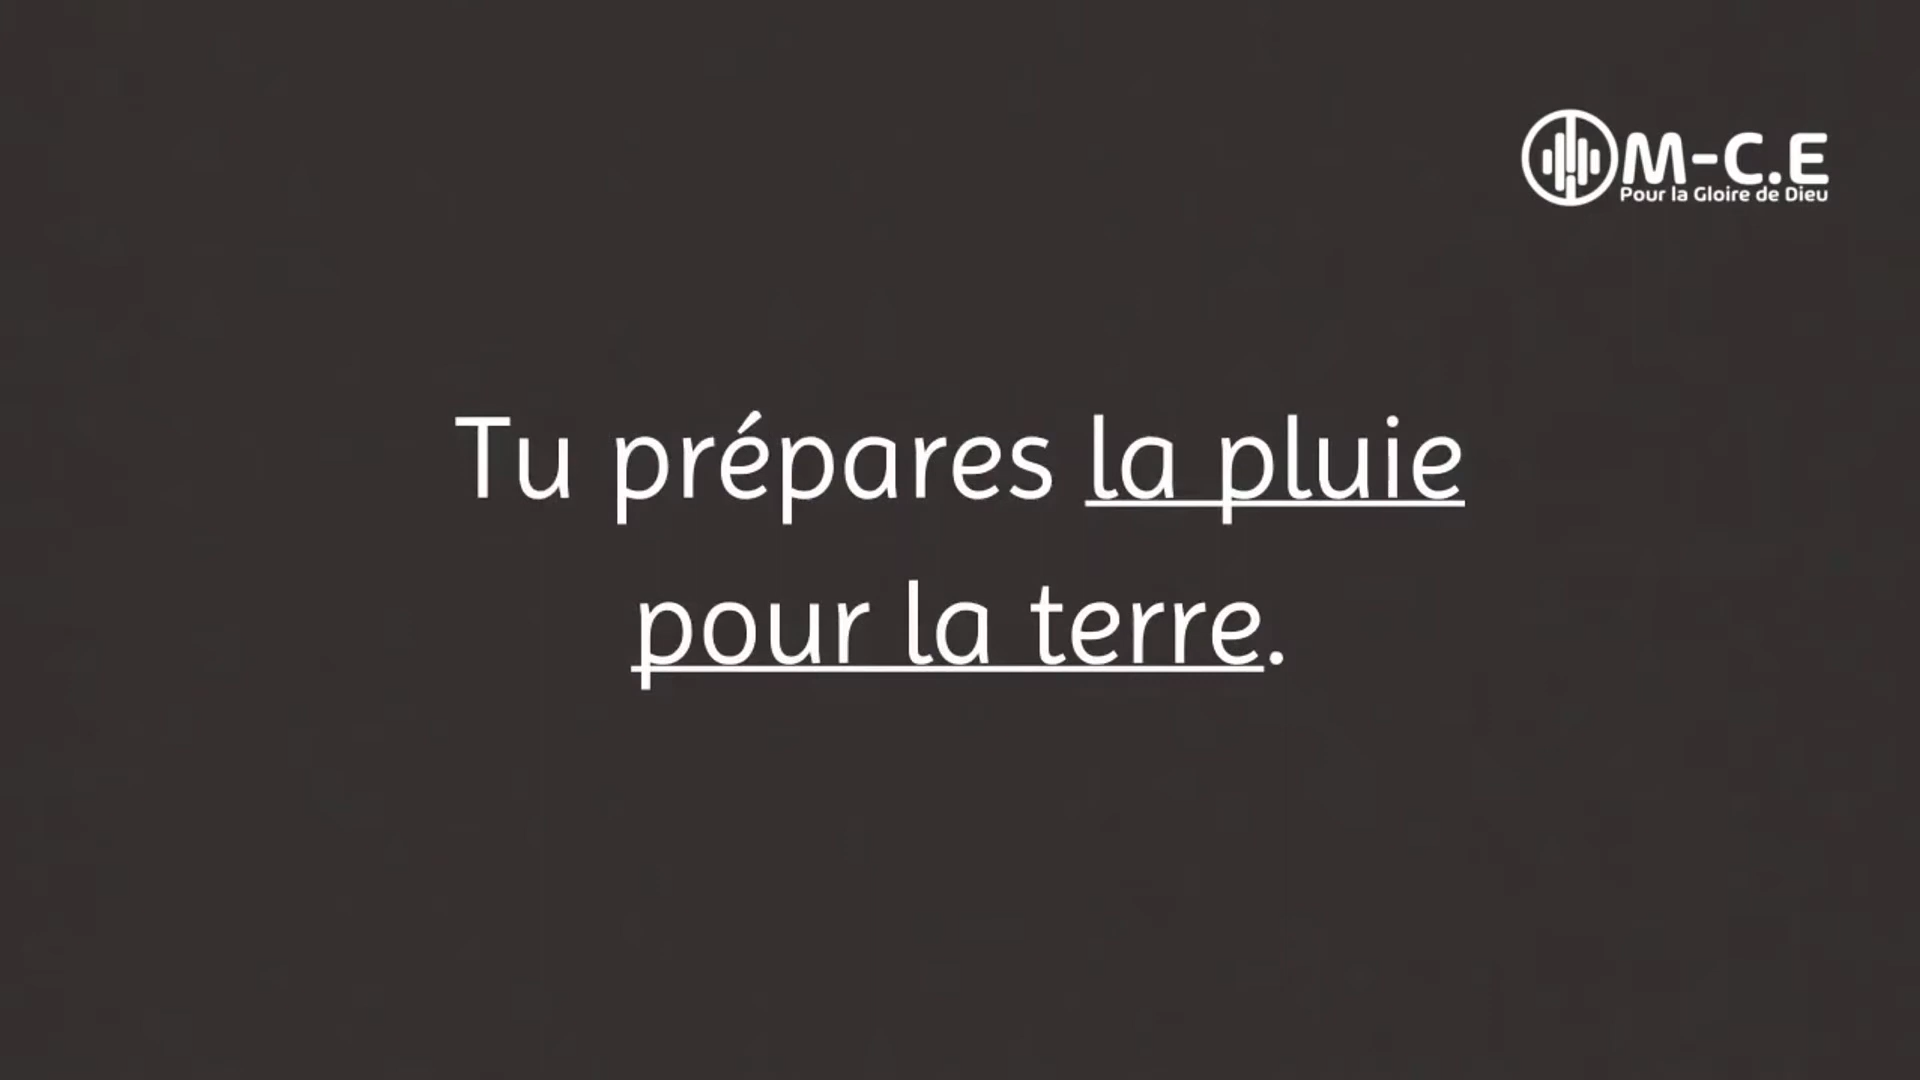 M-C.E
Pour la Gloire de Dieu
Tu prépares la pluie
pour la terre.